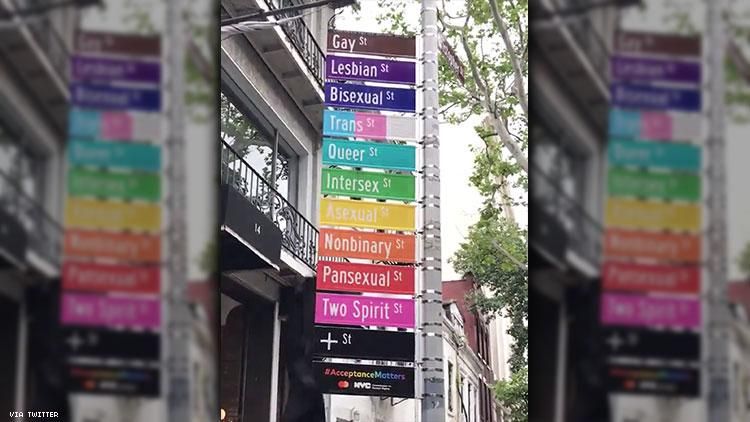 Gay St
Lesbian St
Bisexual St
Trans St
Queer St
Intersex St
Asexual St
Nonbinary St
Pansexual St
Two Spirit St
+ St
#AcceptanceMatters
NYC
14
VIA TWITTER